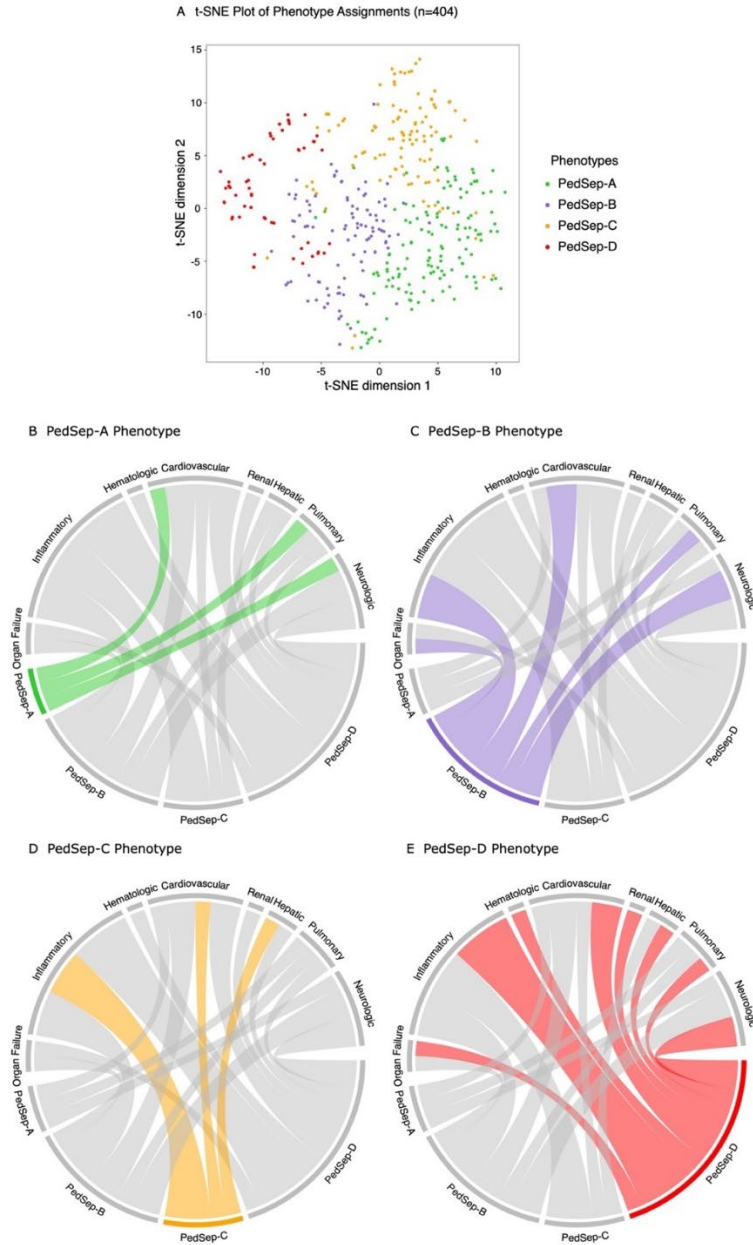 A t-SNE Plot of Phenotype Assignments (n=404)
15
10
5
0
-5
-10
t-SNE dimension 2
-10 -5 0 5 10
t-SNE dimension 1
Phenotypes
PedSep-A
PedSep-B
PedSep-C
PedSep-D
B PedSep-A Phenotype
Organ Failure
Inflammatory
Hematologic
Cardiovascular
Renal
Hepatic
Pulmonary
Neurologic
PedSep-D
PedSep-C
PedSep-B
PedSep-A
C PedSep-B Phenotype
Organ Failure
Inflammatory
Hematologic
Cardiovascular
Renal
Hepatic
Pulmonary
Neurologic
PedSep-D
PedSep-C
PedSep-B
PedSep-A
D PedSep-C Phenotype
Organ Failure
Inflammatory
Hematologic
Cardiovascular
Renal
Hepatic
Pulmonary
Neurologic
PedSep-D
PedSep-C
PedSep-B
PedSep-A
E PedSep-D Phenotype
Organ Failure
Inflammatory
Hematologic
Cardiovascular
Renal
Hepatic
Pulmonary
Neurologic
PedSep-D
PedSep-C
PedSep-B
PedSep-A